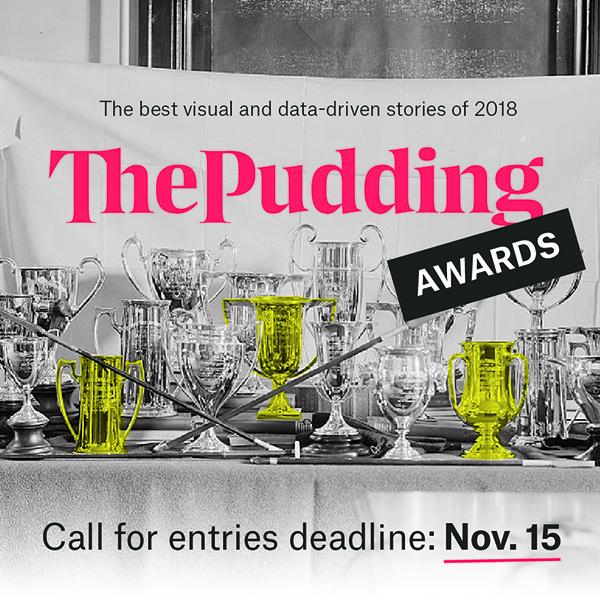 The best visual and data-driven stories of 2018
ThePudding
AWARDS
Call for entries deadline: Nov. 15